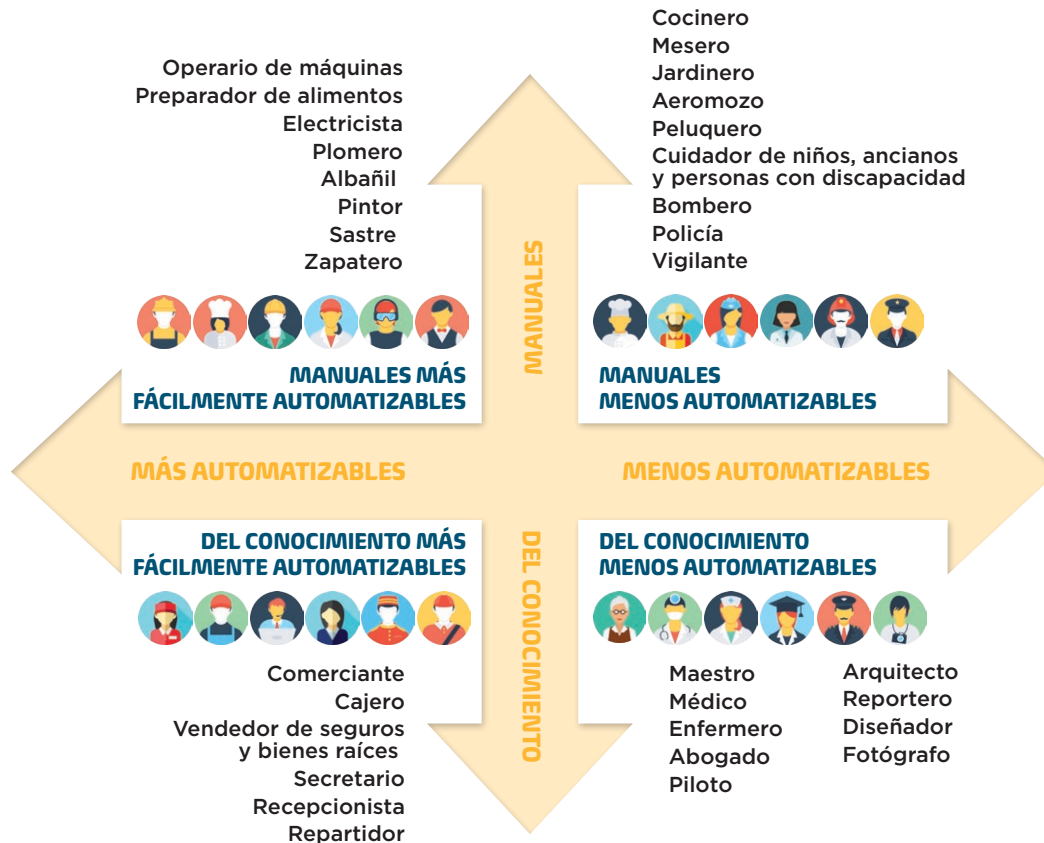 Operario de máquinas
Preparador de alimentos
Electricista
Plomero
Albañil
Pintor
Sastre
Zapatero
MANUALES MÁS
FÁCILMENTE AUTOMATIZABLES
Cocinero
Mesero
Jardinero
Aeromozo
Peluquero
Cuidador de niños, ancianos
y personas con discapacidad
Bombero
Policía
Vigilante
MANUALES
MENOS AUTOMATIZABLES
MANUALES
MÁS AUTOMATIZABLES
MENOS AUTOMATIZABLES
DEL CONOCIMIENTO
DEL CONOCIMIENTO MÁS
FÁCILMENTE AUTOMATIZABLES
Comerciante
Cajero
Vendedor de seguros
y bienes raíces
Secretario
Recepcionista
Repartidor
DEL CONOCIMIENTO
MENOS AUTOMATIZABLES
Maestro
Médico
Enfermero
Abogado
Piloto
Arquitecto
Reportero
Diseñador
Fotógrafo